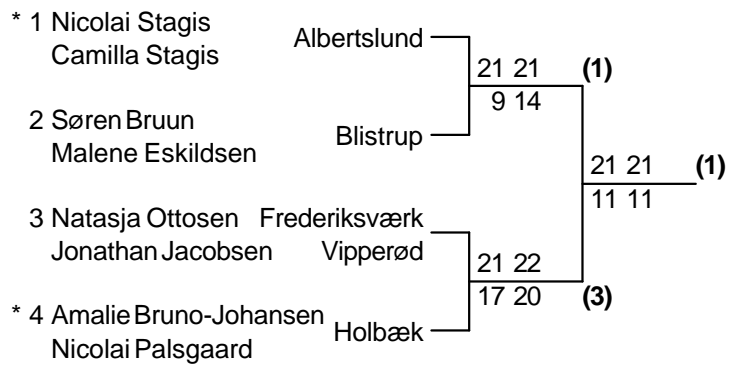 * 1 Nicolai Stagis
Camilla Stagis
Albertslund
21 21 (1)
9 14
2 Søren Bruun
Malene Eskildsen
Blistrup
21 21 (1)
11 11
3 Natasja Ottosen Frederiksværk
Jonathan Jacobsen Vipperød
21 22
17 20 (3)
* 4 Amalie Bruno-Johansen
Nicolai Palsgaard
Holbæk